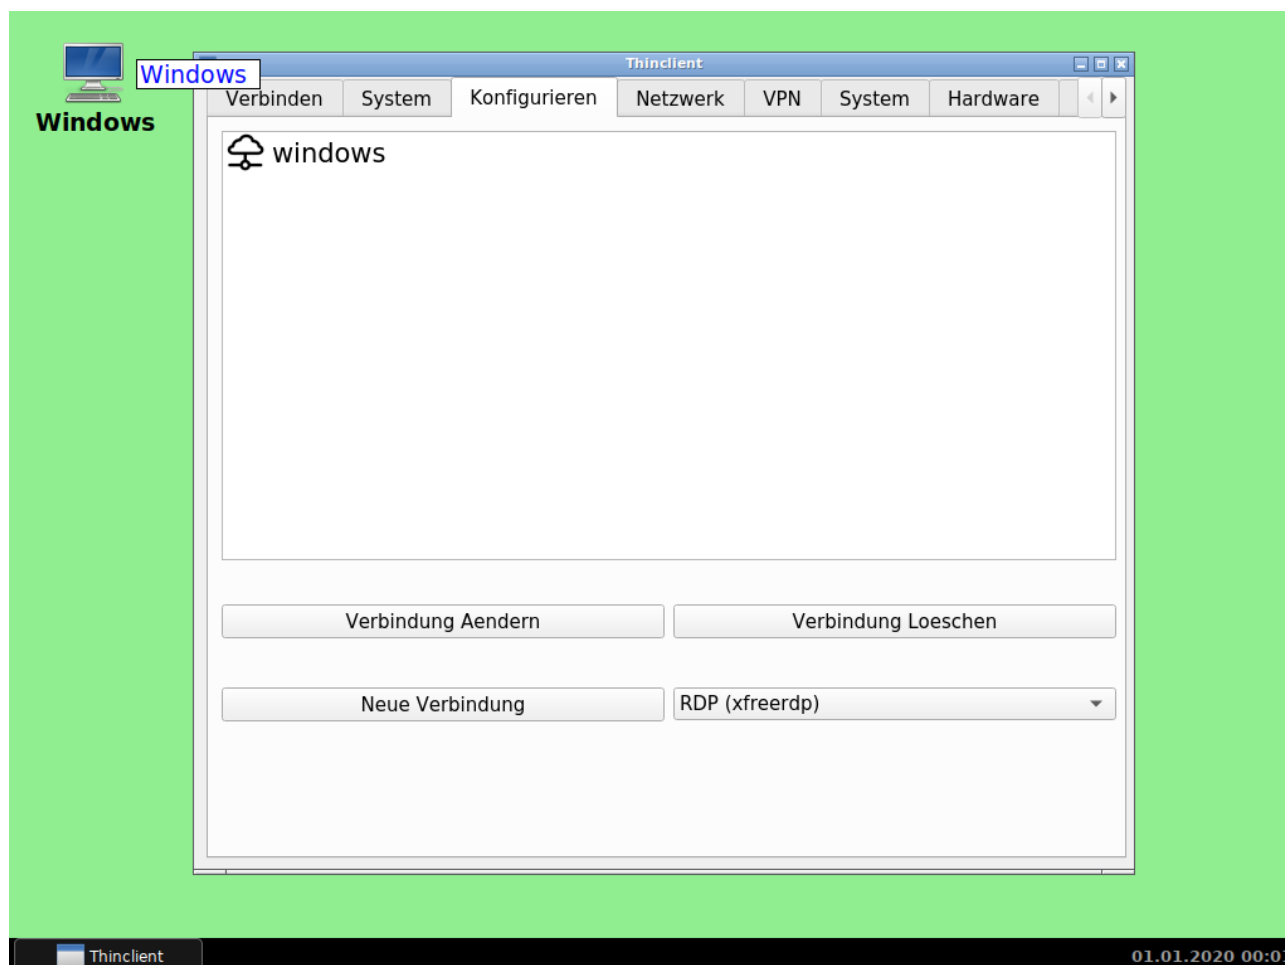 Windows
Windows
Thinclient
Verbinden System Konfigurieren Netzwerk VPN System Hardware
windows
Verbindung Aendern Verbindung Loeschen
Neue Verbindung RDP (xfreerdp)
Thinclient 01.01.2020 00:0